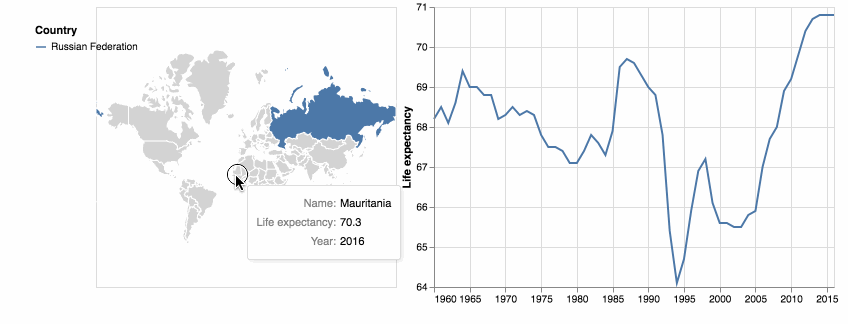 Country
Russian Federation
Name: Mauritania
Life expectancy: 70.3
Year: 2016
Life expectancy
71
70
69
68
67
66
65
64
1960 1965 1970 1975 1980 1985 1990 1995 2000 2005 2010 2015